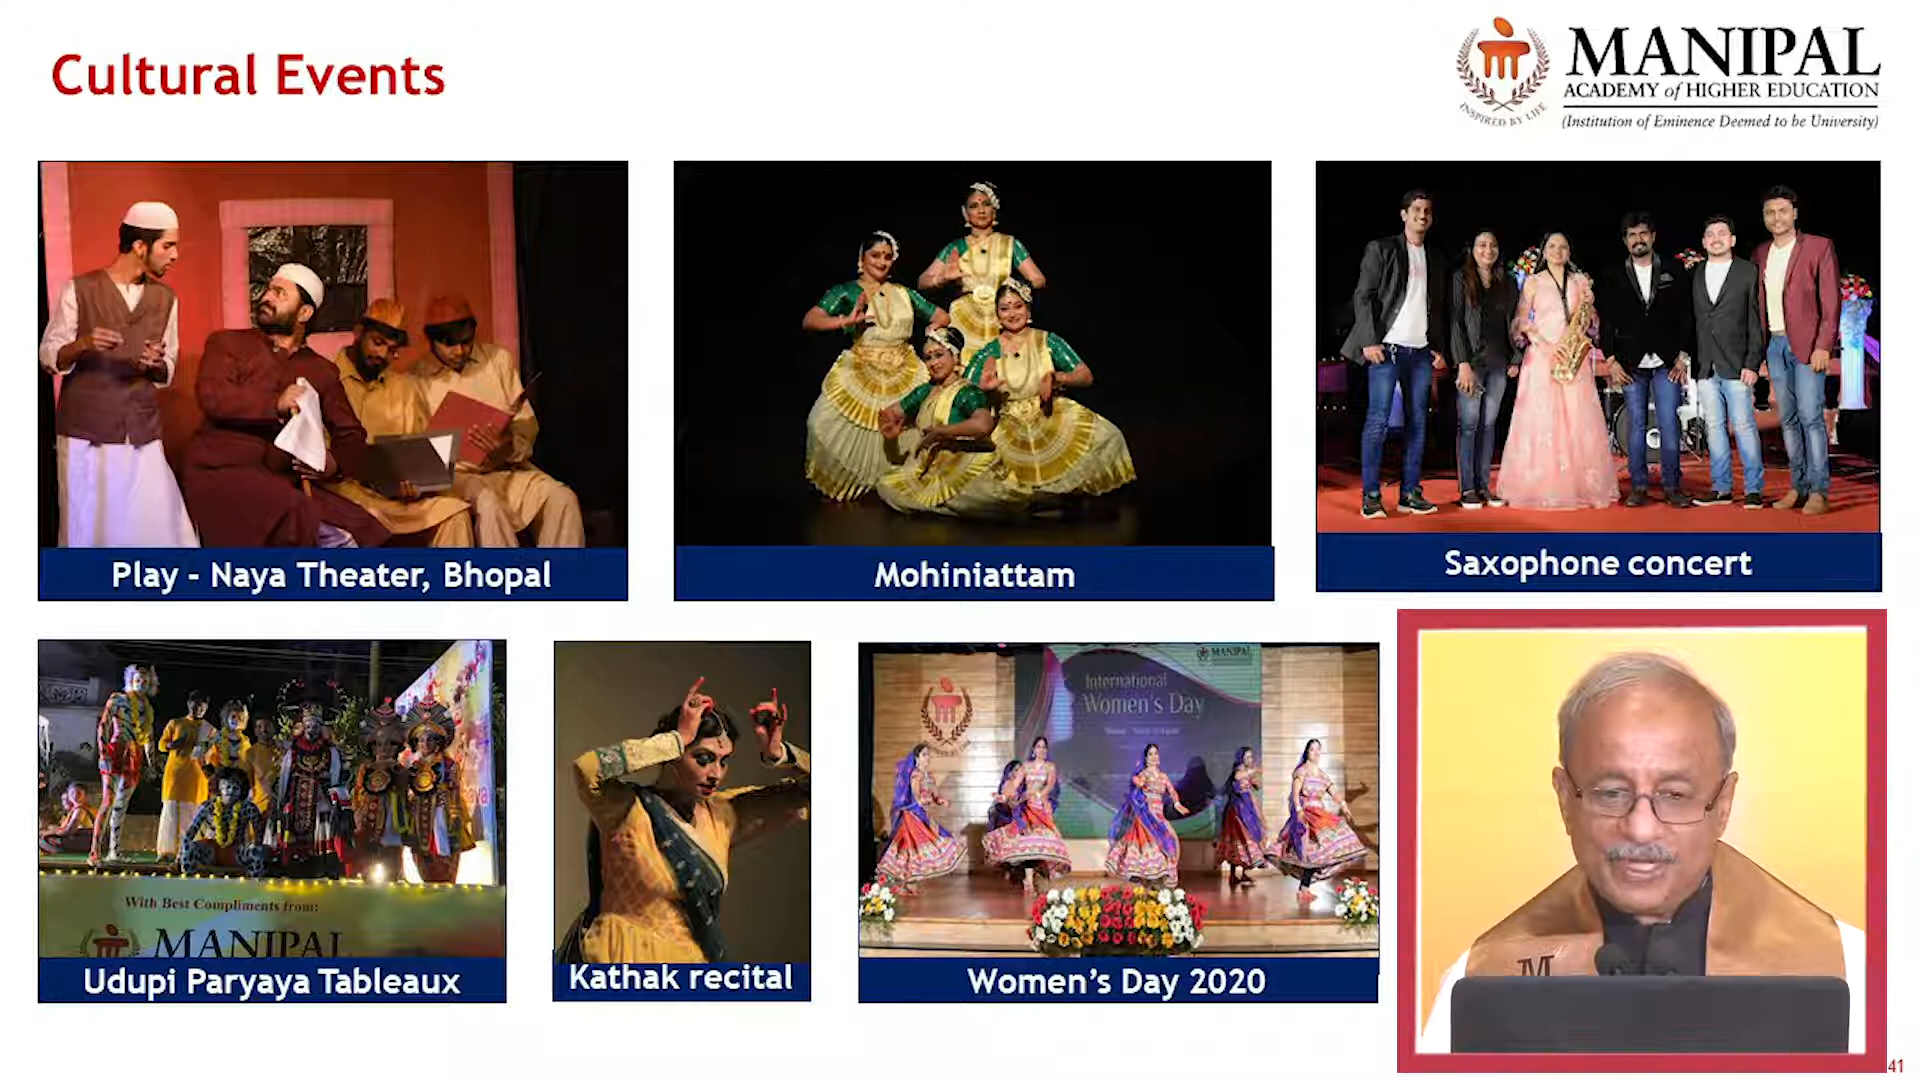 Cultural Events
MANIPAL
ACADEMY of HIGHER EDUCATION
(Institution of Eminence Deemed to be University)
INSPIRED BY LIFE
Play - Naya Theater, Bhopal
Mohiniattam
Saxophone concert
With Best Compliments from:
MANIPAL
Udupi Paryaya Tableaux
Kathak recital
MANIPAL
International
Women's Day
Women's Day 2020
M
41